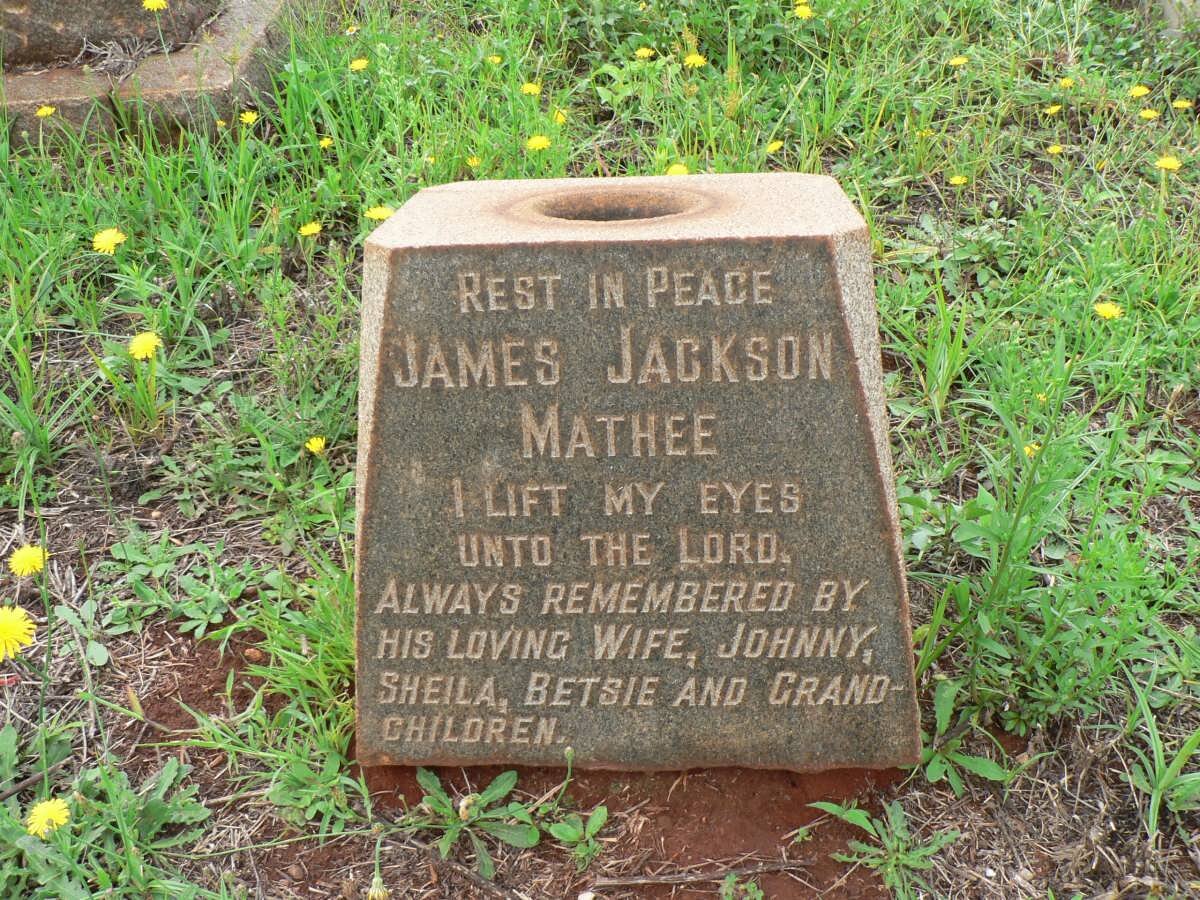 REST IN PEACE
JAMES JACKSON
MATHEE
I LIFT MY EYES
UNTO THE LORD.
ALWAYS REMEMBERED BY
HIS LOVING WIFE, JOHNNY,
SHEILA, BETSIE AND GRAND-
CHILDREN.